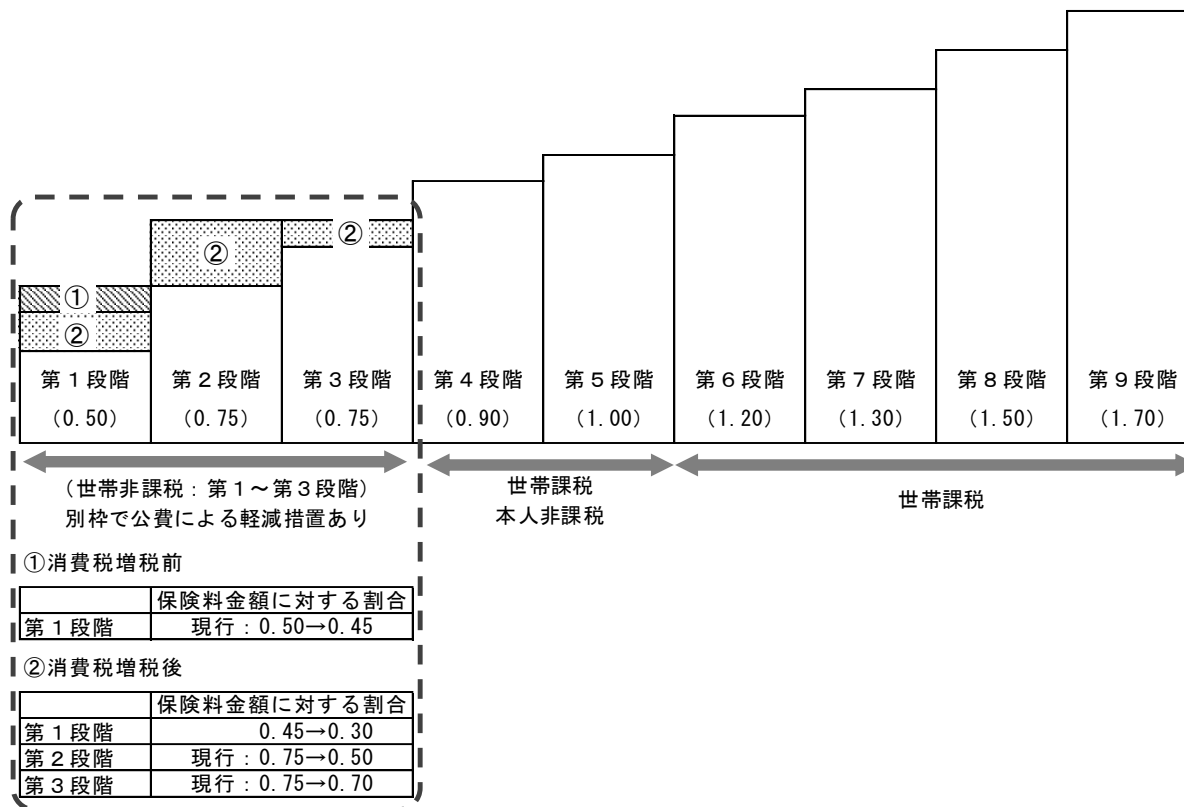 ②
②
①
②
第１段階 第２段階 第３段階 第４段階 第５段階 第６段階 第７段階 第８段階 第９段階
(0.50) (0.75) (0.75) (0.90) (1.00) (1.20) (1.30) (1.50) (1.70)
（世帯非課税：第１～第３段階）
別枠で公費による軽減措置あり
世帯課税
本人非課税
世帯課税
①消費税増税前
保険料金額に対する割合
第１段階 現行：0.50→0.45
②消費税増税後
保険料金額に対する割合
第１段階 0.45→0.30
第２段階 現行：0.75→0.50
第３段階 現行：0.75→0.70